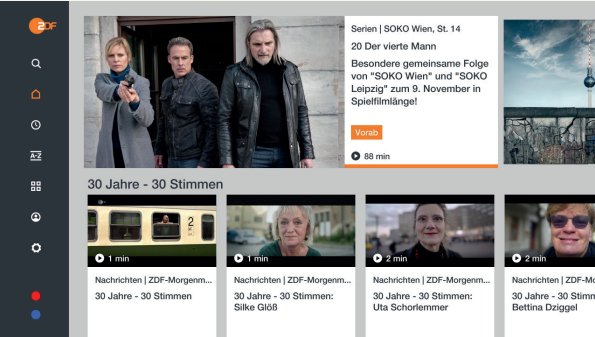 ZDF
Serien | SOKO Wien, St. 14
20 Der vierte Mann
Besondere gemeinsame Folge
von "SOKO Wien" und "SOKO
Leipzig" zum 9. November in
Spielfilmlänge!
Vorab
88 min
A-Z
30 Jahre - 30 Stimmen
2
1 min
1 min
2 min
2 min
Nachrichten | ZDF-Morgenm...
Nachrichten | ZDF-Morgenm...
Nachrichten | ZDF-Morgenm...
Nachrichten | ZDF-Mo
30 Jahre - 30 Stimmen
30 Jahre - 30 Stimmen:
Silke Glöß
30 Jahre - 30 Stimmen:
Uta Schorlemmer
30 Jahre - 30 Stimm
Bettina Dziggel